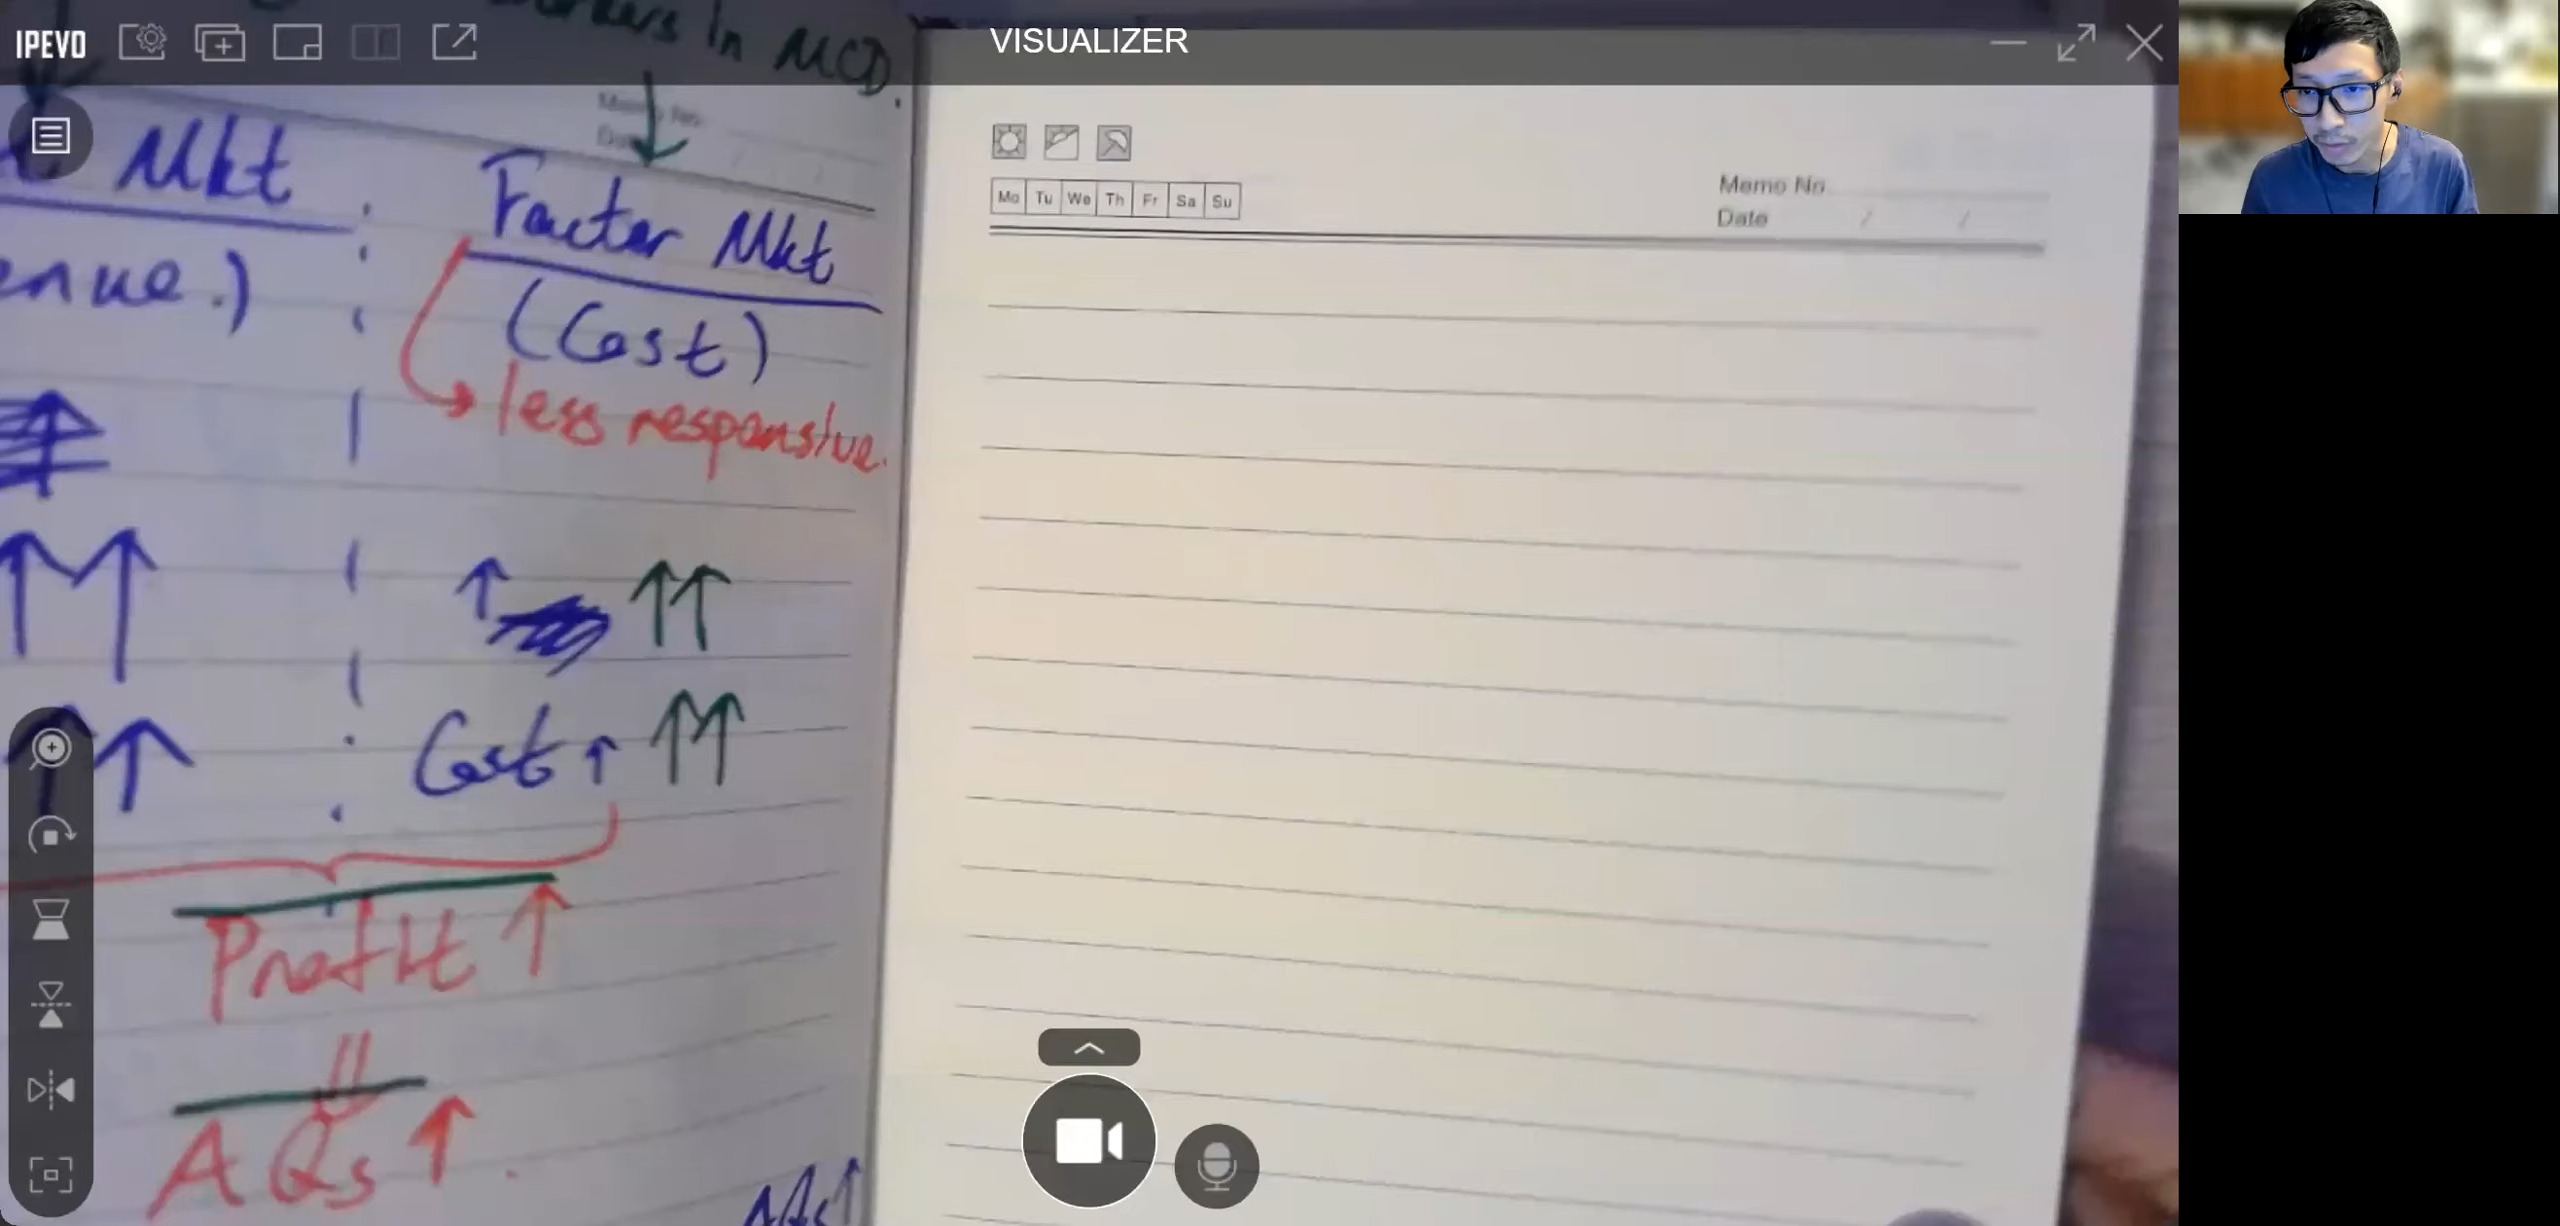 IPEVO
VISUALIZER
in MCD.
Mkt
Factor Mkt
(Cost)
less responsive.
Cost ↑ ↑↑
Profit ↑
AQs ↑.
AQs↑
Mo Tu We Th Fr Sa Su
Memo No
Date / /